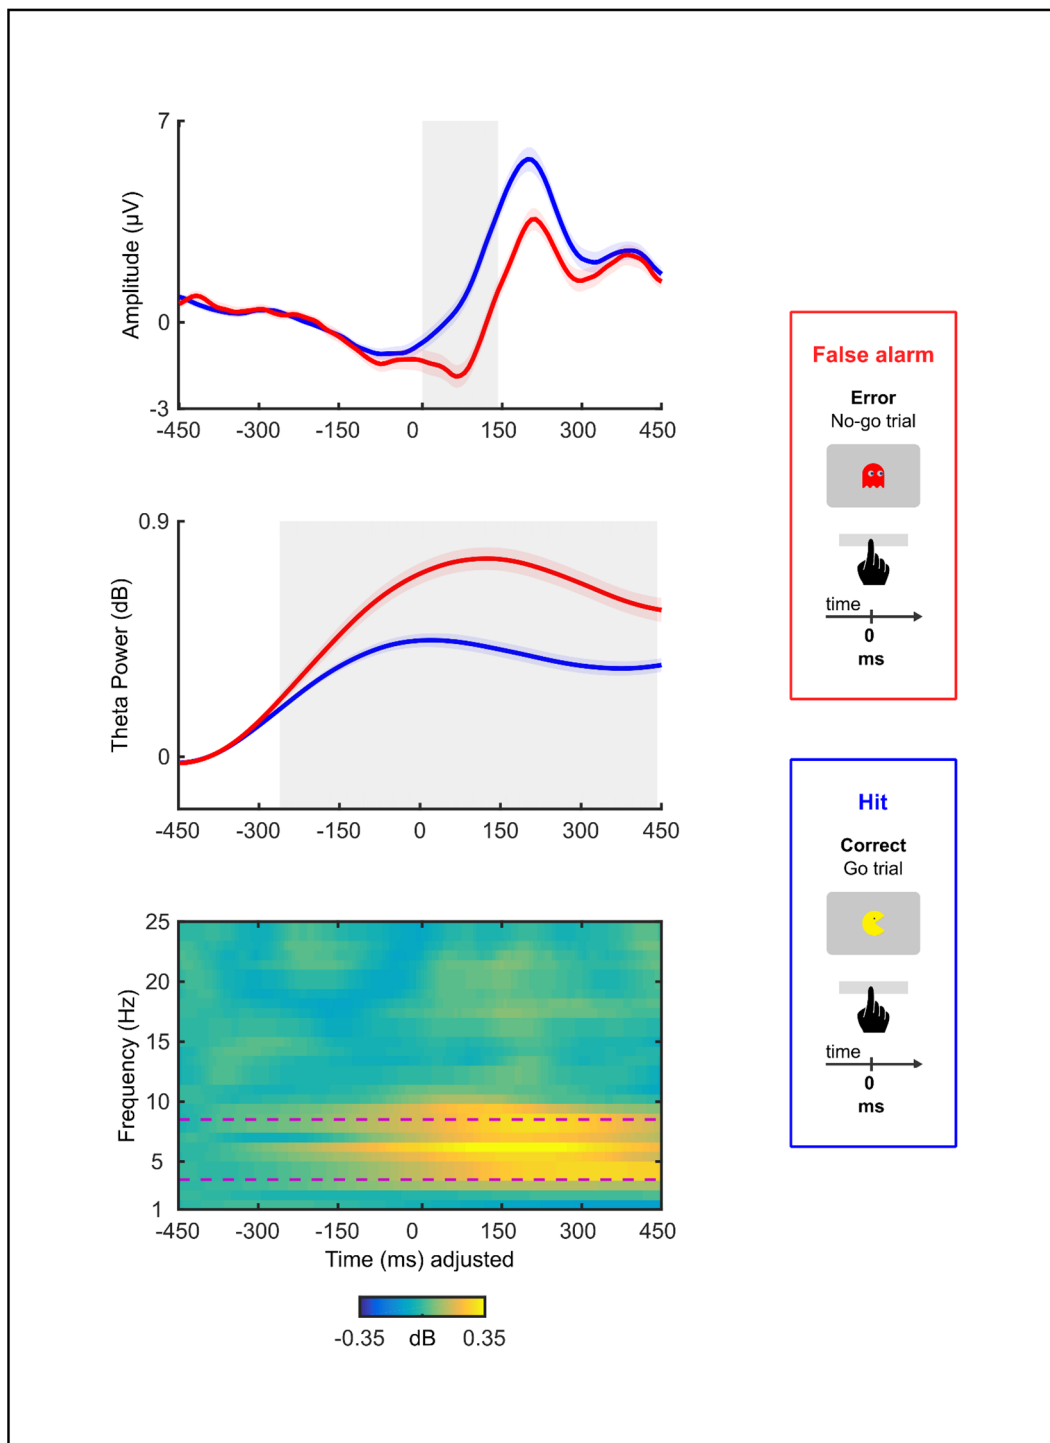 7
0
-3
Amplitude (µV)
-450 -300 -150 0 150 300 450
0.9
0
Theta Power (dB)
-450 -300 -150 0 150 300 450
25
20
15
10
5
1
Frequency (Hz)
-450 -300 -150 0 150 300 450
Time (ms) adjusted
-0.35 dB 0.35
False alarm
Error
No-go trial
time
0
ms
Hit
Correct
Go trial
time
0
ms